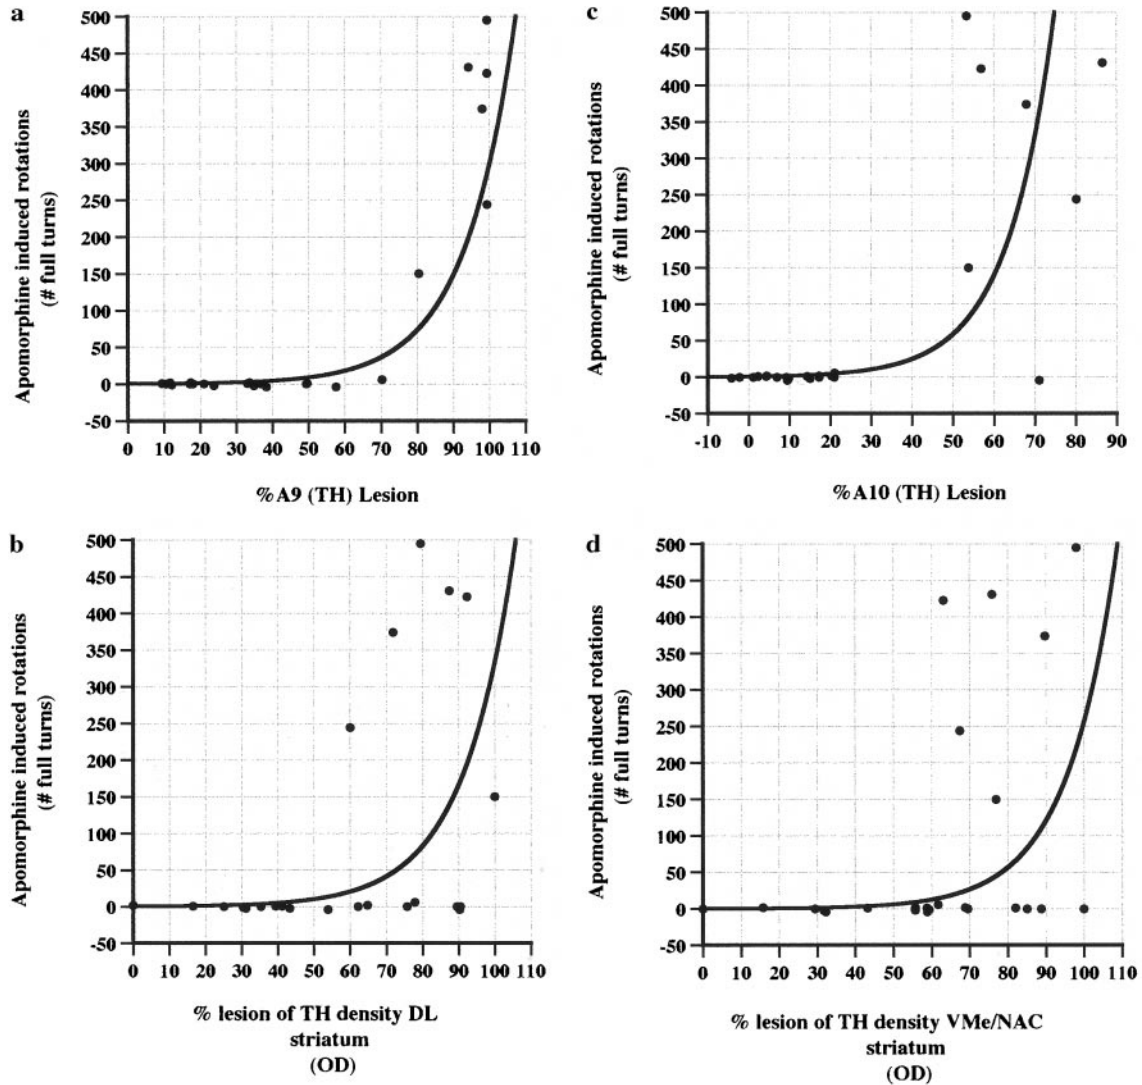 a
500
450
400
350
300
250
200
150
100
50
0
-50
Apomorphine induced rotations
(# full turns)
0 10 20 30 40 50 60 70 80 90 100 110
%A9 (TH) Lesion
c
500
450
400
350
300
250
200
150
100
50
0
-50
Apomorphine induced rotations
(# full turns)
-10 0 10 20 30 40 50 60 70 80 90
%A10 (TH) Lesion
b
500
450
400
350
300
250
200
150
100
50
0
-50
Apomorphine induced rotations
(# full turns)
0 10 20 30 40 50 60 70 80 90 100 110
% lesion of TH density DL
striatum
(OD)
d
500
450
400
350
300
250
200
150
100
50
0
-50
Apomorphine induced rotations
(# full turns)
0 10 20 30 40 50 60 70 80 90 100 110
% lesion of TH density VMe/NAC
striatum
(OD)